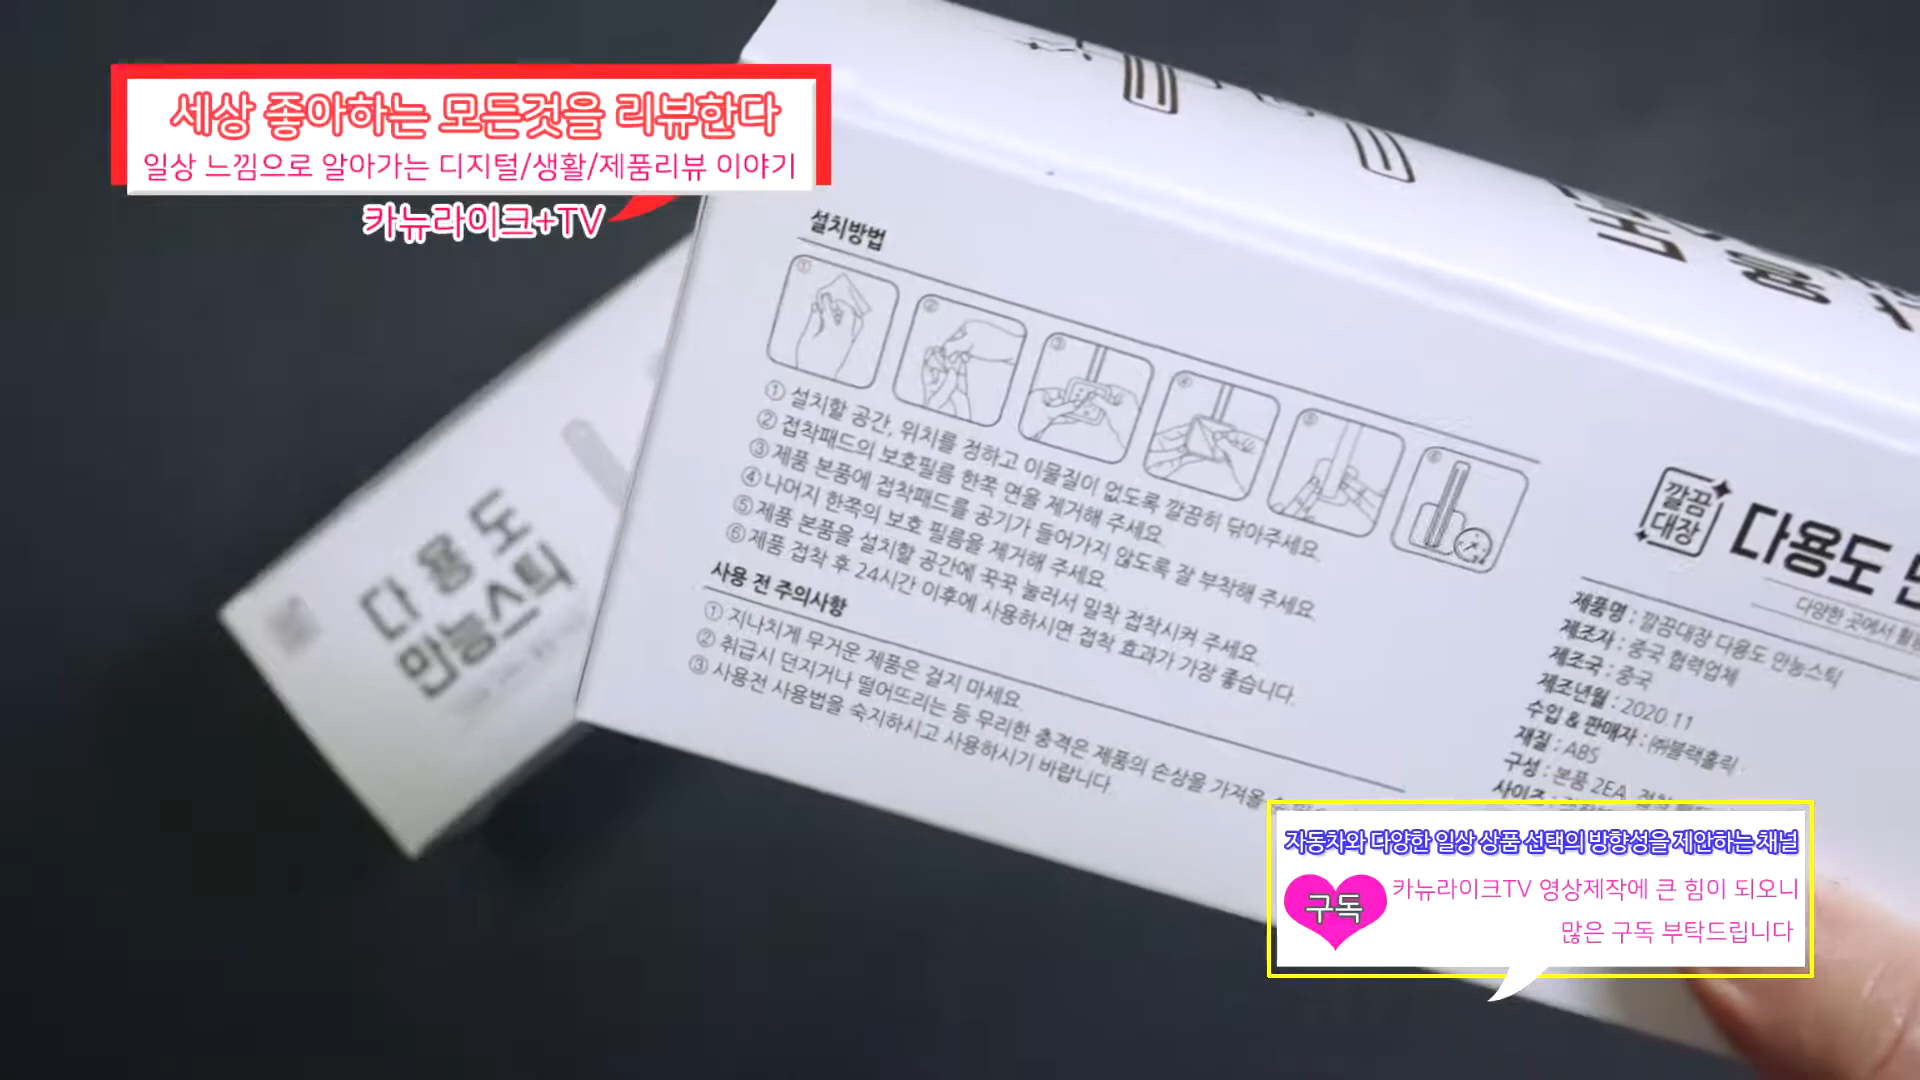 세상 좋아하는 모든것을 리뷰한다
일상 느낌으로 알아가는 디지털/생활/제품리뷰 이야기
카뉴라이크+TV
설치방법
① ② ③ ④ ⑤ ⑥
① 설치할 공간, 위치를 정하고 이물질이 없도록 깔끔히 닦아주세요.
② 접착패드의 보호필름 한쪽 면을 제거해 주세요.
③ 제품 본품에 접착패드를 공기가 들어가지 않도록 잘 부착해 주세요.
④ 나머지 한쪽의 보호 필름을 제거해 주세요.
⑤ 제품 본품을 설치할 공간에 꾹꾹 눌러서 밀착 접착시켜 주세요.
⑥ 제품 접착 후 24시간 이후에 사용하시면 접착 효과가 가장 좋습니다.
사용 전 주의사항
① 지나치게 무거운 제품은 걸지 마세요.
② 취급시 던지거나 떨어뜨리는 등 무리한 충격은 제품의 손상을 가져올
③ 사용전 사용법을 숙지하시고 사용하시기 바랍니다.
다용도
만능스틱
깔끔
대장
다용도
다양한 곳에서
제품명 : 깔끔대장 다용도 만능스틱
제조자 : 중국 협력업체
제조국 : 중국
제조년월 : 2020.11
수입 & 판매자 : ㈜블랙홀릭
재질 : ABS
구성 : 본품 2EA,
사이즈 :
자동차와 다양한 일상 상품 선택의 방향성을 제안하는 채널
구독
카뉴라이크TV 영상제작에 큰 힘이 되오니
많은 구독 부탁드립니다